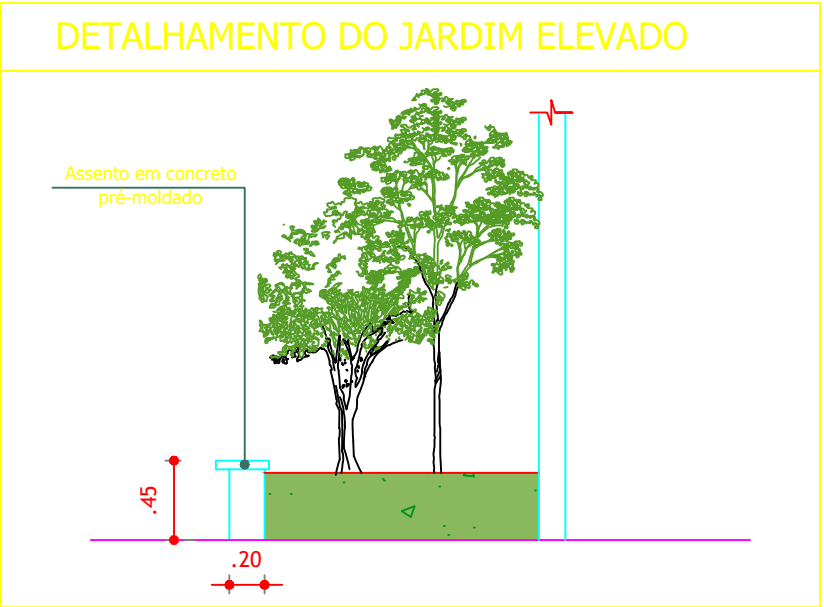 DETALHAMENTO DO JARDIM ELEVADO
Assento em concreto
pré-moldado
.45
.20